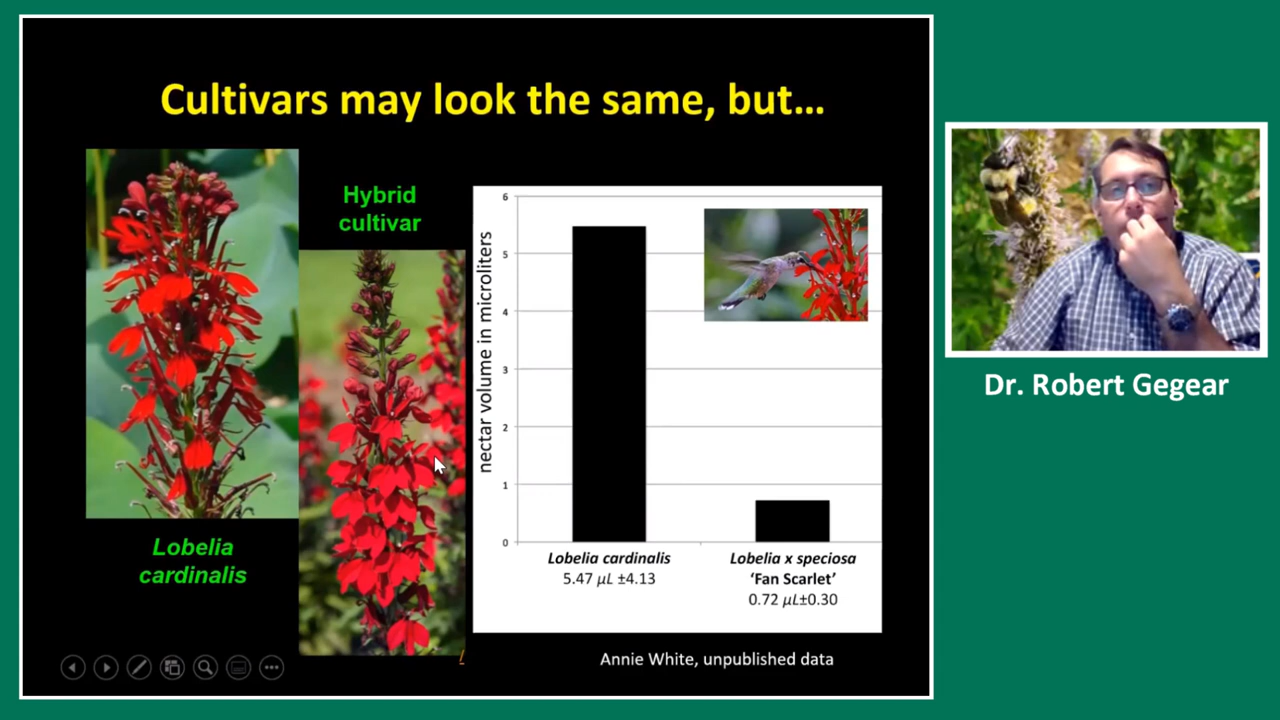 Cultivars may look the same, but...
Hybrid
cultivar
Lobelia
cardinalis
nectar volume in microliters
6
5
4
3
2
1
0
Lobelia cardinalis
5.47 µL ±4.13
Lobelia x speciosa
‘Fan Scarlet’
0.72 µL±0.30
Annie White, unpublished data
Dr. Robert Gegear